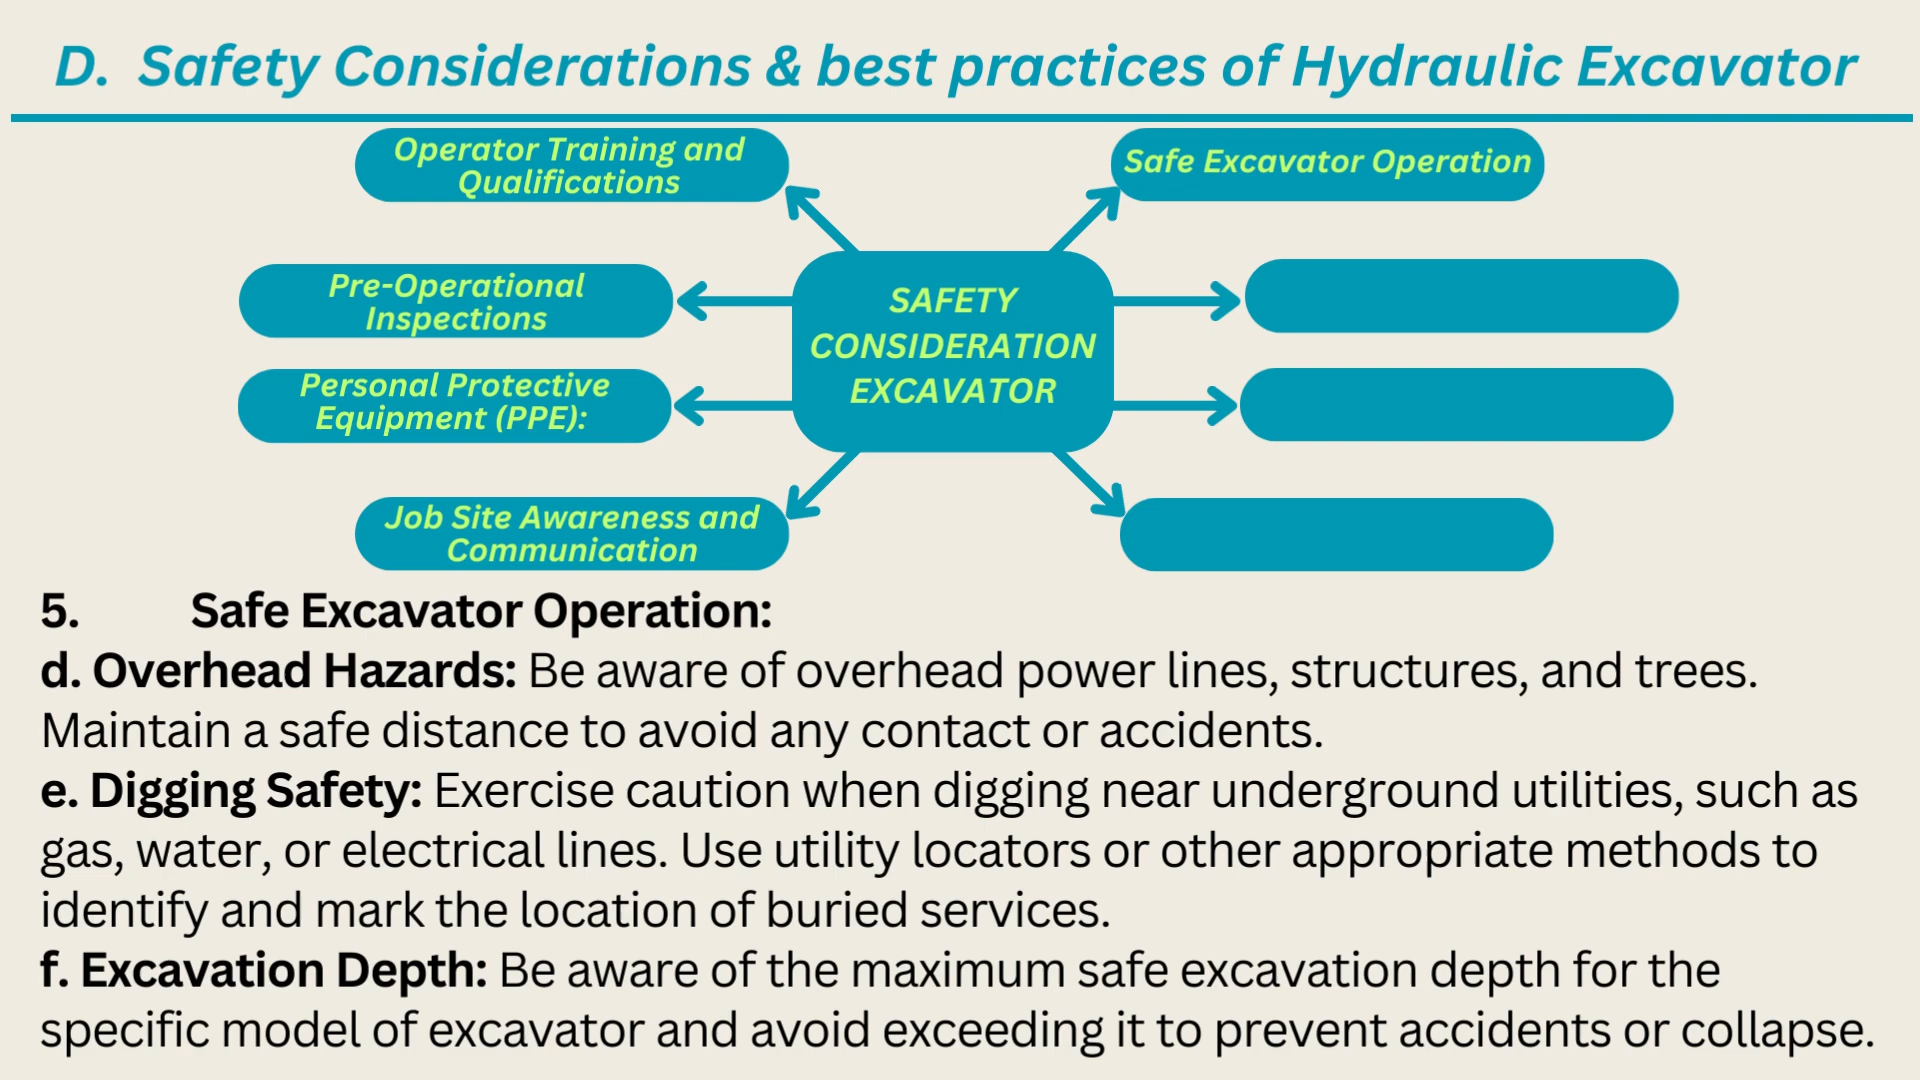 D. Safety Considerations & best practices of Hydraulic Excavator
Operator Training and
Qualifications
Safe Excavator Operation
Pre-Operational
Inspections
SAFETY
CONSIDERATION
EXCAVATOR
Personal Protective
Equipment (PPE):
Job Site Awareness and
Communication
5. Safe Excavator Operation:
d. Overhead Hazards: Be aware of overhead power lines, structures, and trees.
Maintain a safe distance to avoid any contact or accidents.
e. Digging Safety: Exercise caution when digging near underground utilities, such as
gas, water, or electrical lines. Use utility locators or other appropriate methods to
identify and mark the location of buried services.
f. Excavation Depth: Be aware of the maximum safe excavation depth for the
specific model of excavator and avoid exceeding it to prevent accidents or collapse.